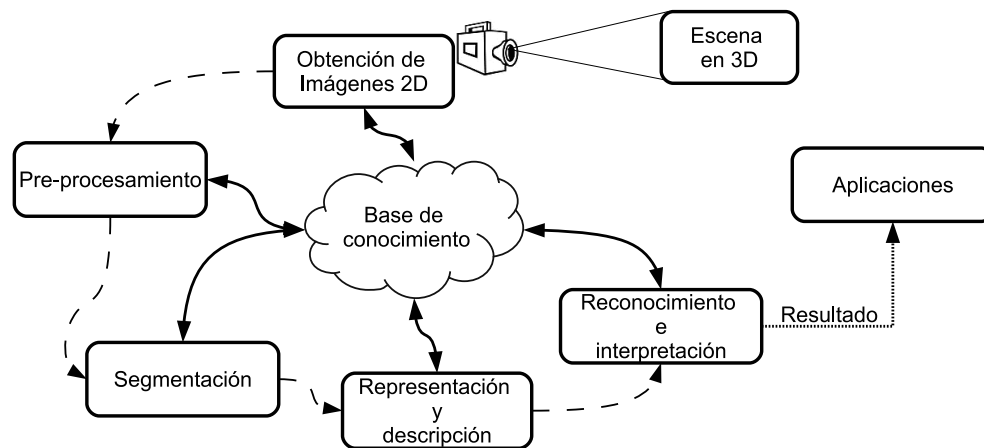 Obtención de
Imágenes 2D
Escena
en 3D
Pre-procesamiento
Aplicaciones
Base de
conocimiento
Reconocimiento
e
interpretación
Resultado
Segmentación
Representación
y
descripción